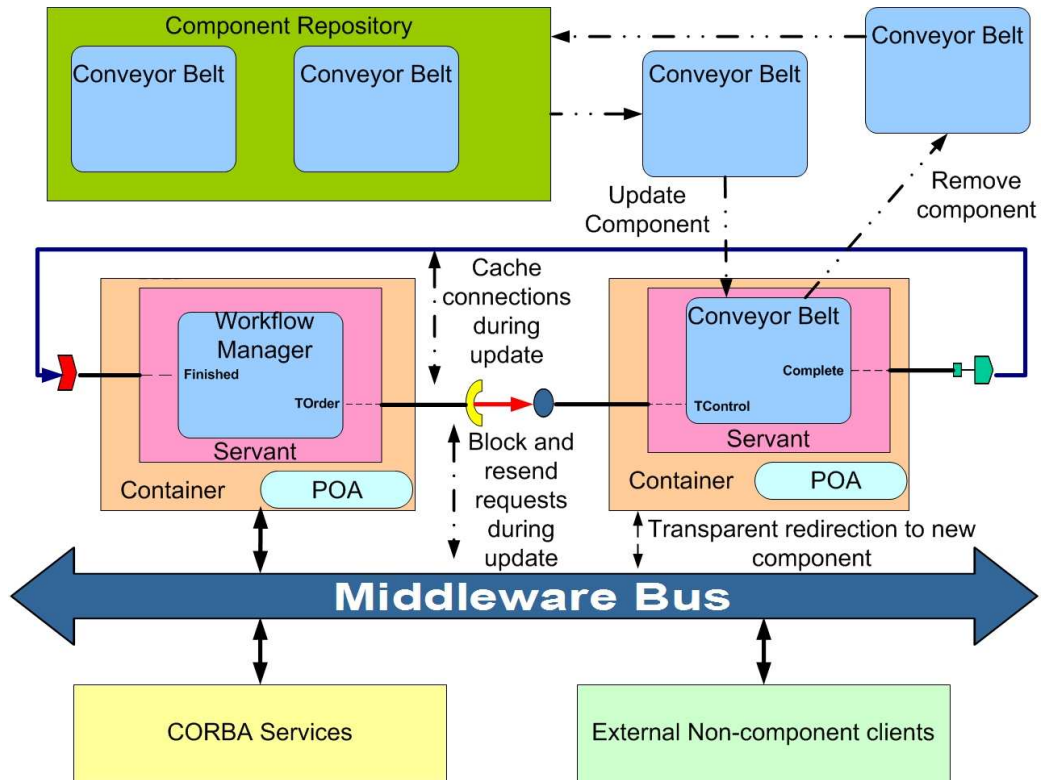 Component Repository
Conveyor Belt
Conveyor Belt
Conveyor Belt
Conveyor Belt
Update
Component
Remove
component
Cache
connections
during
update
Workflow
Manager
Finished
TOrder
Servant
Container
POA
Conveyor Belt
Complete
TControl
Servant
Container
POA
Block and
resend
requests
during
update
Transparent redirection to new
component
Middleware Bus
CORBA Services
External Non-component clients